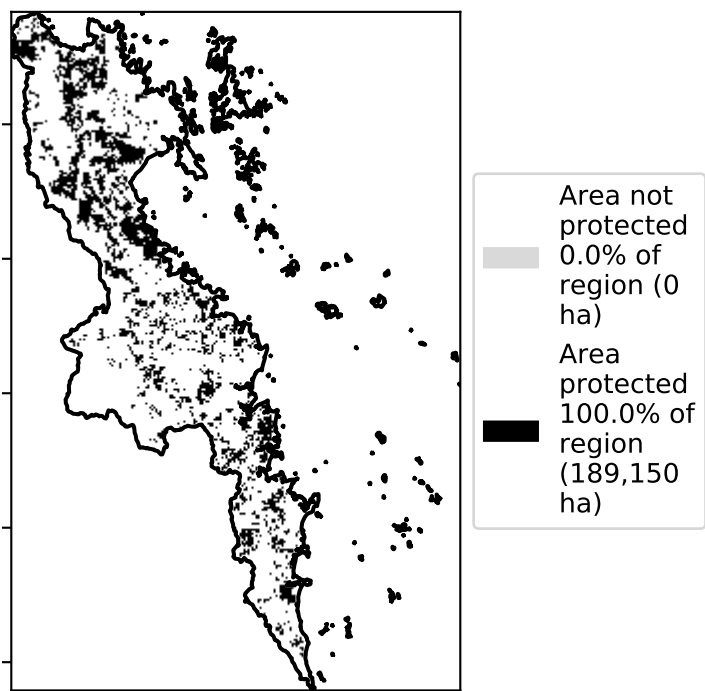 Area not
protected
0.0% of
region (0
ha)
Area
protected
100.0% of
region
(189,150
ha)